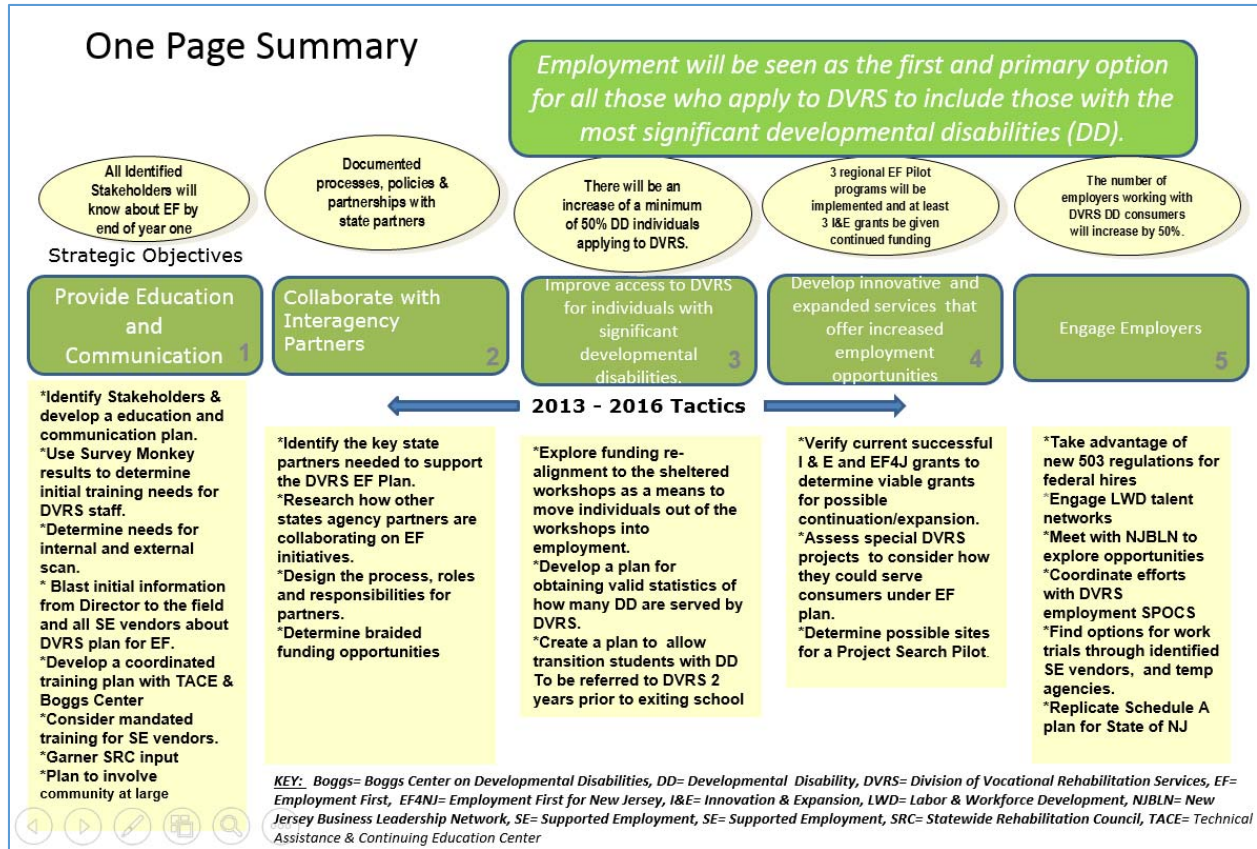 One Page Summary
Employment will be seen as the first and primary option
for all those who apply to DVRS to include those with the
most significant developmental disabilities (DD).
All Identified
Stakeholders will
know about EF by
end of year one
Documented
processes, policies &
partnerships with
state partners
There will be an
increase of a minimum
of 50% DD individuals
applying to DVRS.
3 regional EF Pilot
programs will be
implemented and at least
3 I&E grants be given
continued funding
The number of
employers working with
DVRS DD consumers
will increase by 50%.
Strategic Objectives
Provide Education
and
Communication 1
Collaborate with
Interagency
Partners
2
Improve access to DVRS
for individuals with
significant
developmental
disabilities. 3
Develop innovative and
expanded services that
offer increased
employment
opportunities 4
Engage Employers
5
2013 - 2016 Tactics
*Identify Stakeholders &
develop a education and
communication plan.
*Use Survey Monkey
results to determine
initial training needs for
DVRS staff.
*Determine needs for
internal and external
scan.
* Blast initial information
from Director to the field
and all SE vendors about
DVRS plan for EF.
*Develop a coordinated
training plan with TACE &
Boggs Center
*Consider mandated
training for SE vendors.
*Garner SRC input
*Plan to involve
community at large
*Identify the key state
partners needed to support
the DVRS EF Plan.
*Research how other
states agency partners are
collaborating on EF
initiatives.
*Design the process, roles
and responsibilities for
partners.
*Determine braided
funding opportunities
*Explore funding re-
alignment to the sheltered
workshops as a means to
move individuals out of the
workshops into
employment.
*Develop a plan for
obtaining valid statistics of
how many DD are served by
DVRS.
*Create a plan to allow
transition students with DD
To be referred to DVRS 2
years prior to exiting school
*Verify current successful
I & E and EF4J grants to
determine viable grants
for possible
continuation/expansion.
*Assess special DVRS
projects to consider how
they could serve
consumers under EF
plan.
*Determine possible sites
for a Project Search Pilot.
*Take advantage of
new 503 regulations for
federal hires
*Engage LWD talent
networks
*Meet with NJBLN to
explore opportunities
*Coordinate efforts
with DVRS
employment SPOCS
*Find options for work
trials through identified
SE vendors, and temp
agencies.
*Replicate Schedule A
plan for State of NJ
KEY: Boggs= Boggs Center on Developmental Disabilities, DD= Developmental Disability, DVRS= Division of Vocational Rehabilitation Services, EF=
Employment First, EF4NJ= Employment First for New Jersey, I&E= Innovation & Expansion, LWD= Labor & Workforce Development, NJBLN= New
Jersey Business Leadership Network, SE= Supported Employment, SE= Supported Employment, SRC= Statewide Rehabilitation Council, TACE= Technical
Assistance & Continuing Education Center